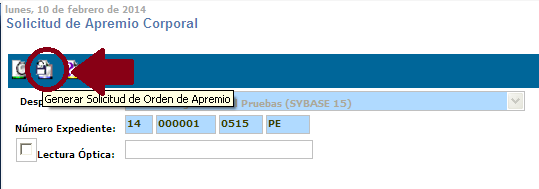 lunes, 10 de febrero de 2014
Solicitud de Apremio Corporal
Generar Solicitud de Orden de Apremio
Desp Pruebas (SYBASE 15)
Número Expediente: 14 000001 0515 PE
Lectura Óptica: